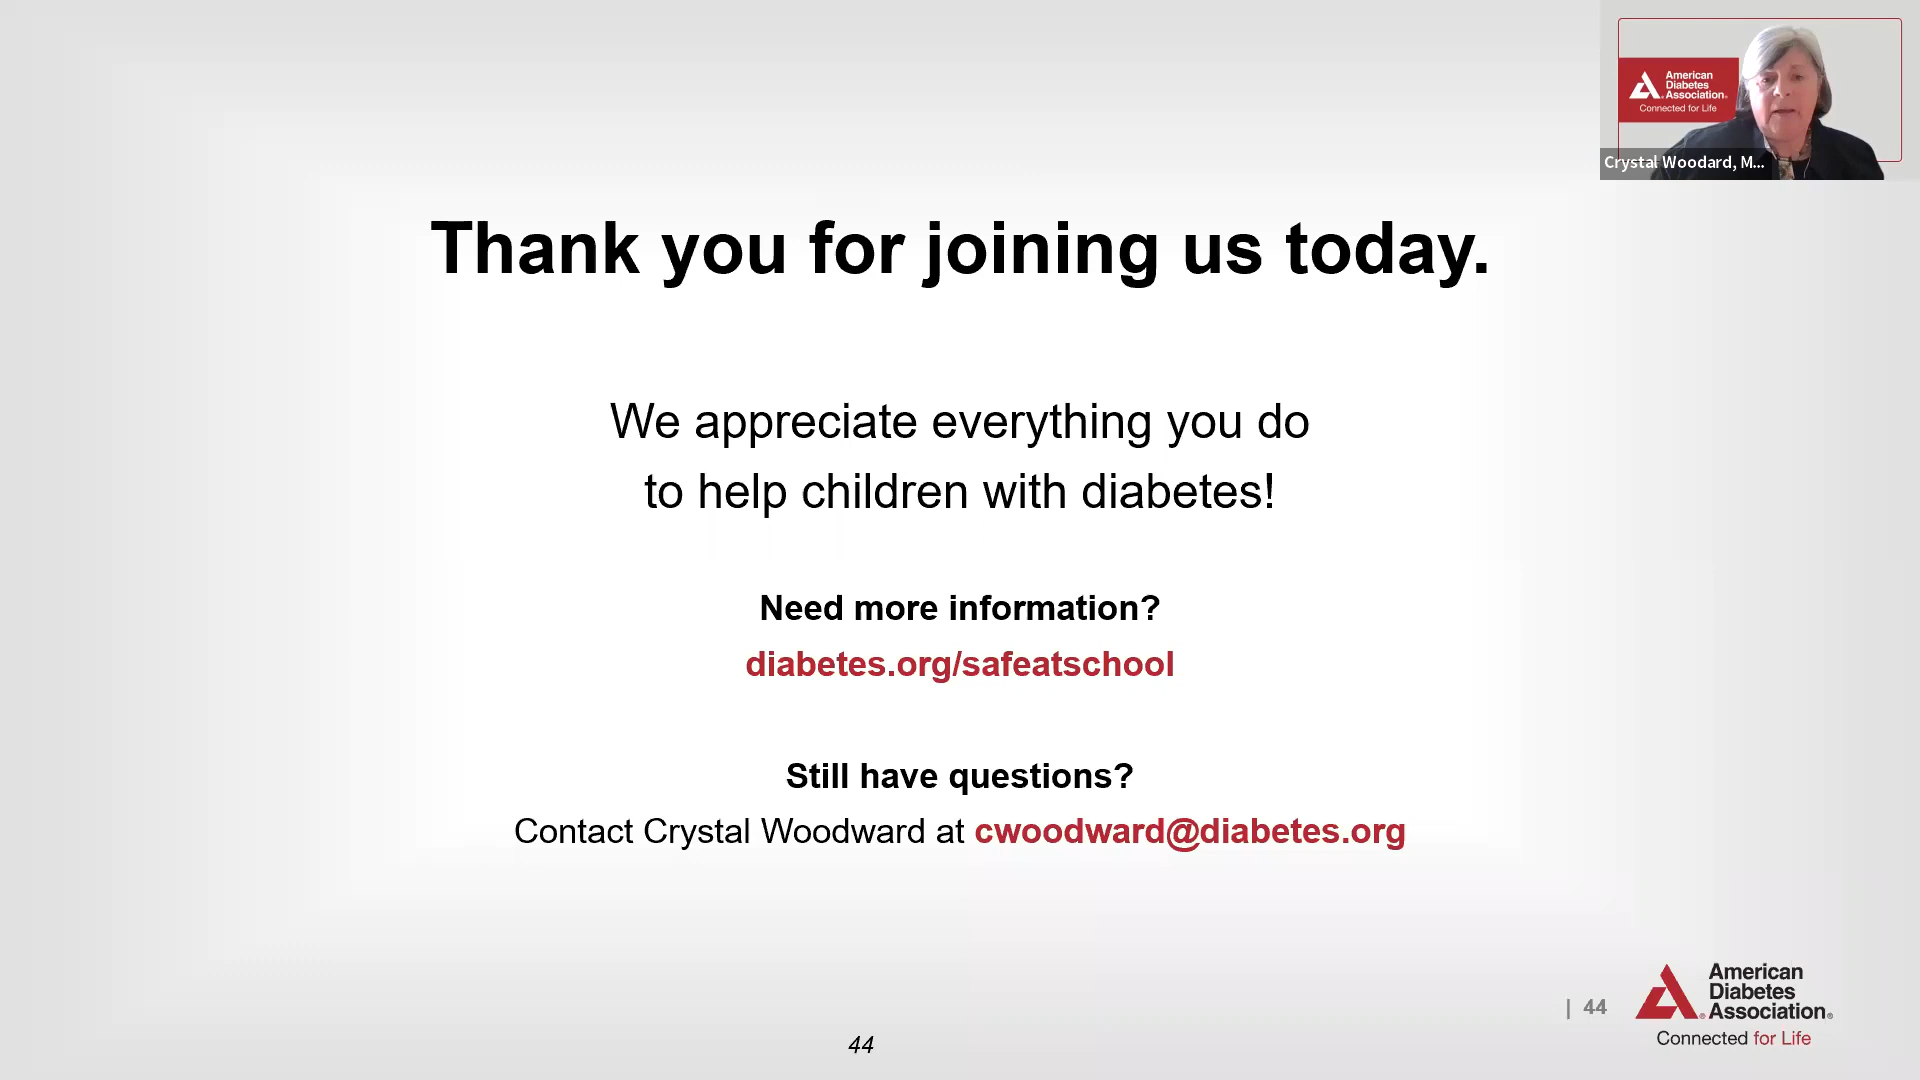 American
Diabetes
Association®
Connected for Life
Crystal Woodard, M...
Thank you for joining us today.
We appreciate everything you do
to help children with diabetes!
Need more information?
diabetes.org/safeatschool
Still have questions?
Contact Crystal Woodward at cwoodward@diabetes.org
| 44
American
Diabetes
Association®
Connected for Life
44